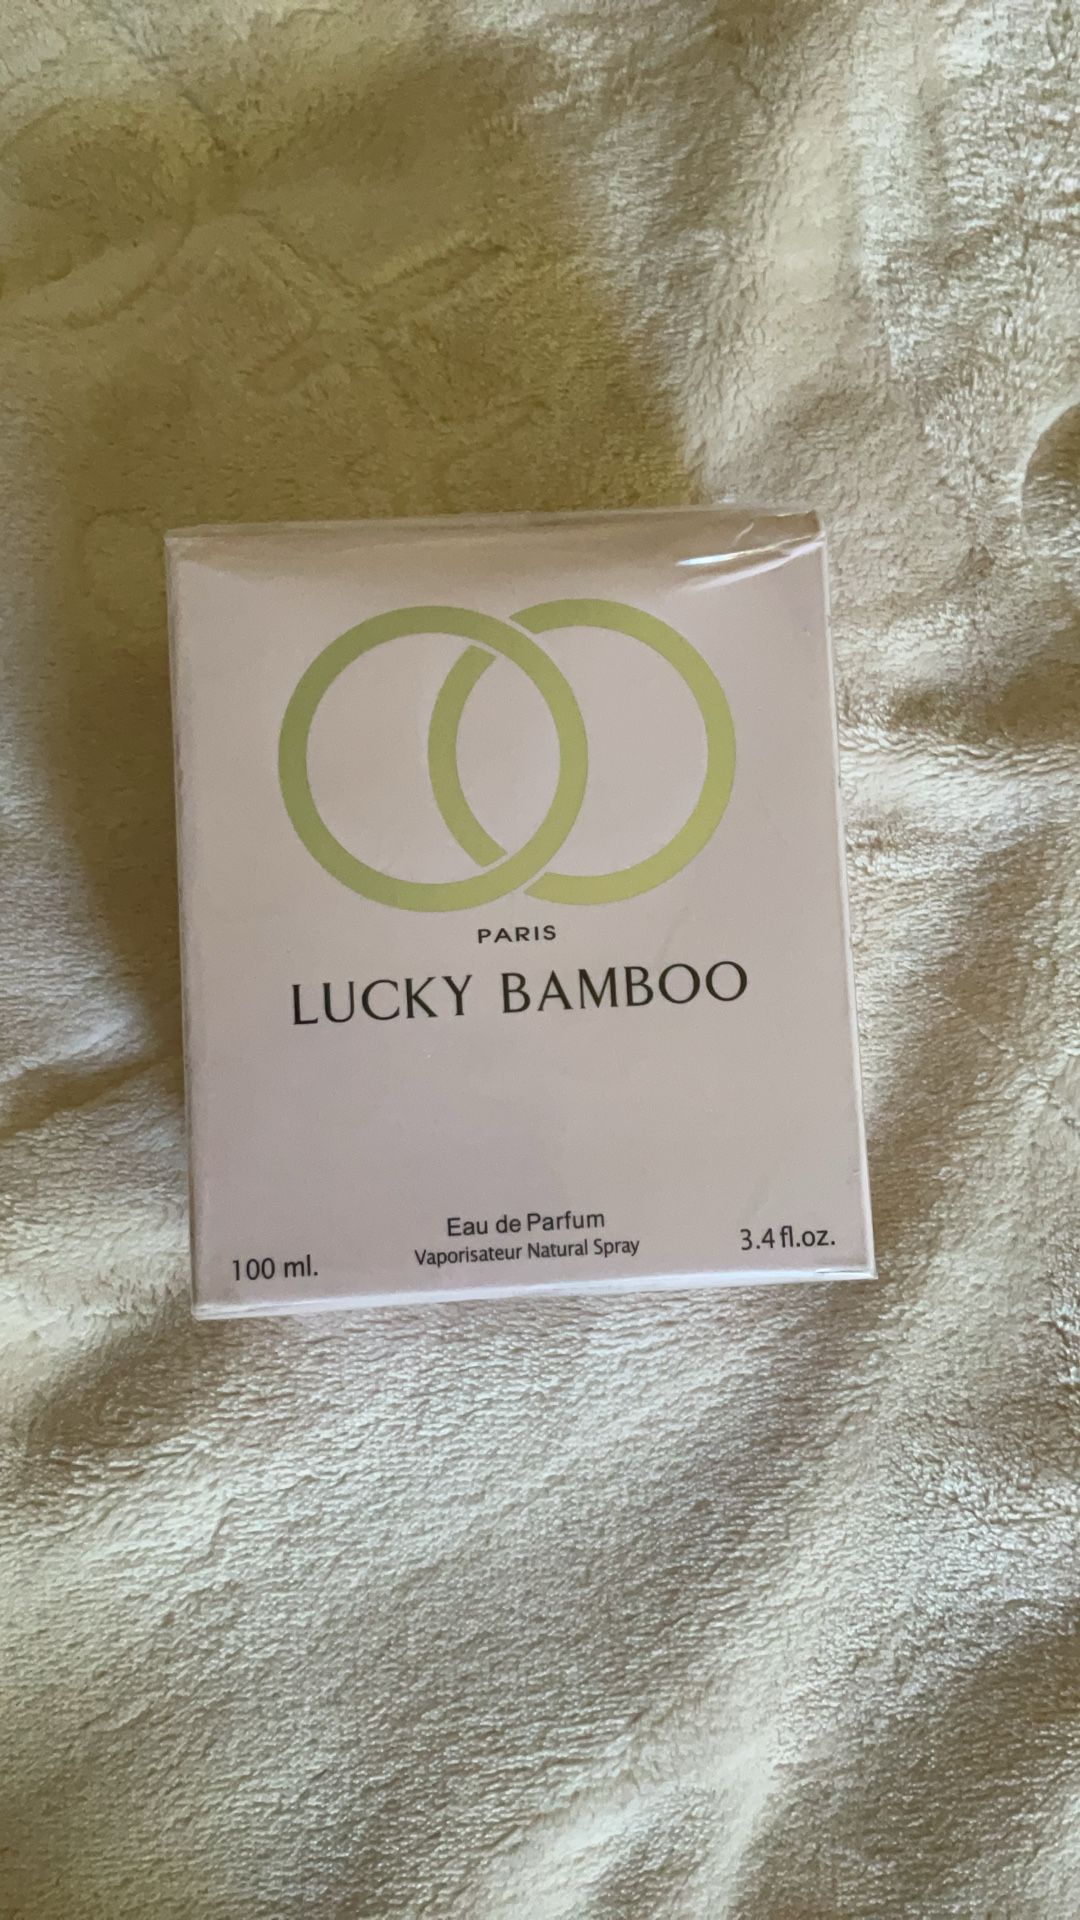 PARIS
LUCKY BAMBOO
Eau de Parfum
Vaporisateur Natural Spray
100 ml.
3.4 fl.oz.